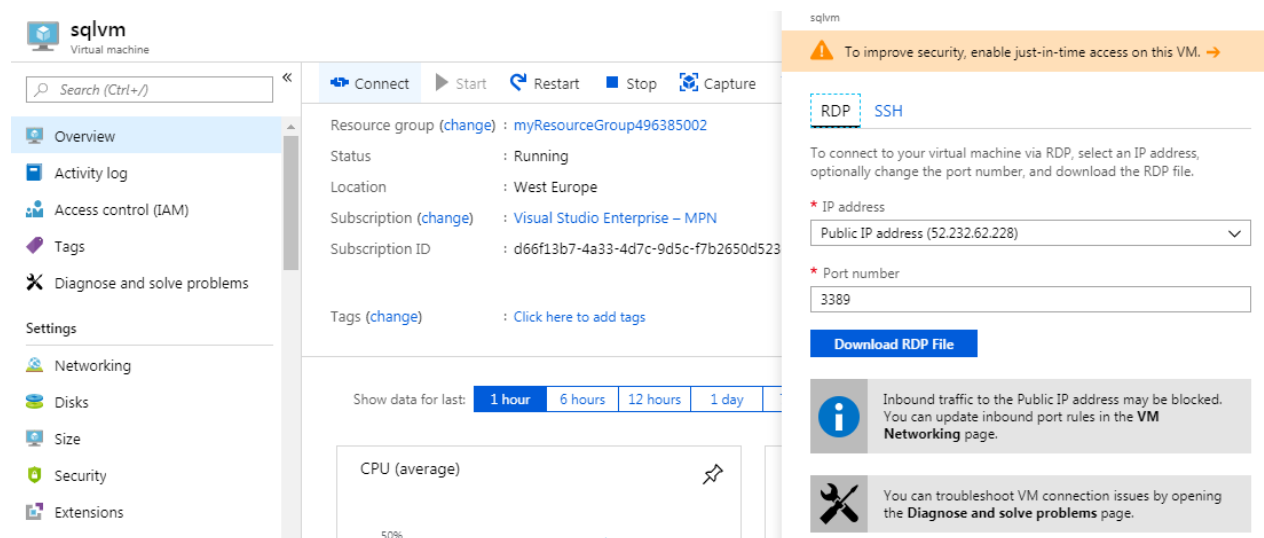 sqlvm
Virtual machine
Search (Ctrl+/)
«
Overview
Activity log
Access control (IAM)
Tags
Diagnose and solve problems
Settings
Networking
Disks
Size
Security
Extensions
Connect Start Restart Stop Capture
Resource group (change) : myResourceGroup496385002
Status : Running
Location : West Europe
Subscription (change) : Visual Studio Enterprise – MPN
Subscription ID : d66f13b7-4a33-4d7c-9d5c-f7b2650d523
Tags (change) : Click here to add tags
Show data for last: 1 hour 6 hours 12 hours 1 day
CPU (average)
50%
sqlvm
To improve security, enable just-in-time access on this VM. →
RDP SSH
To connect to your virtual machine via RDP, select an IP address,
optionally change the port number, and download the RDP file.
* IP address
Public IP address (52.232.62.228)
* Port number
3389
Download RDP File
Inbound traffic to the Public IP address may be blocked.
You can update inbound port rules in the VM
Networking page.
You can troubleshoot VM connection issues by opening
the Diagnose and solve problems page.